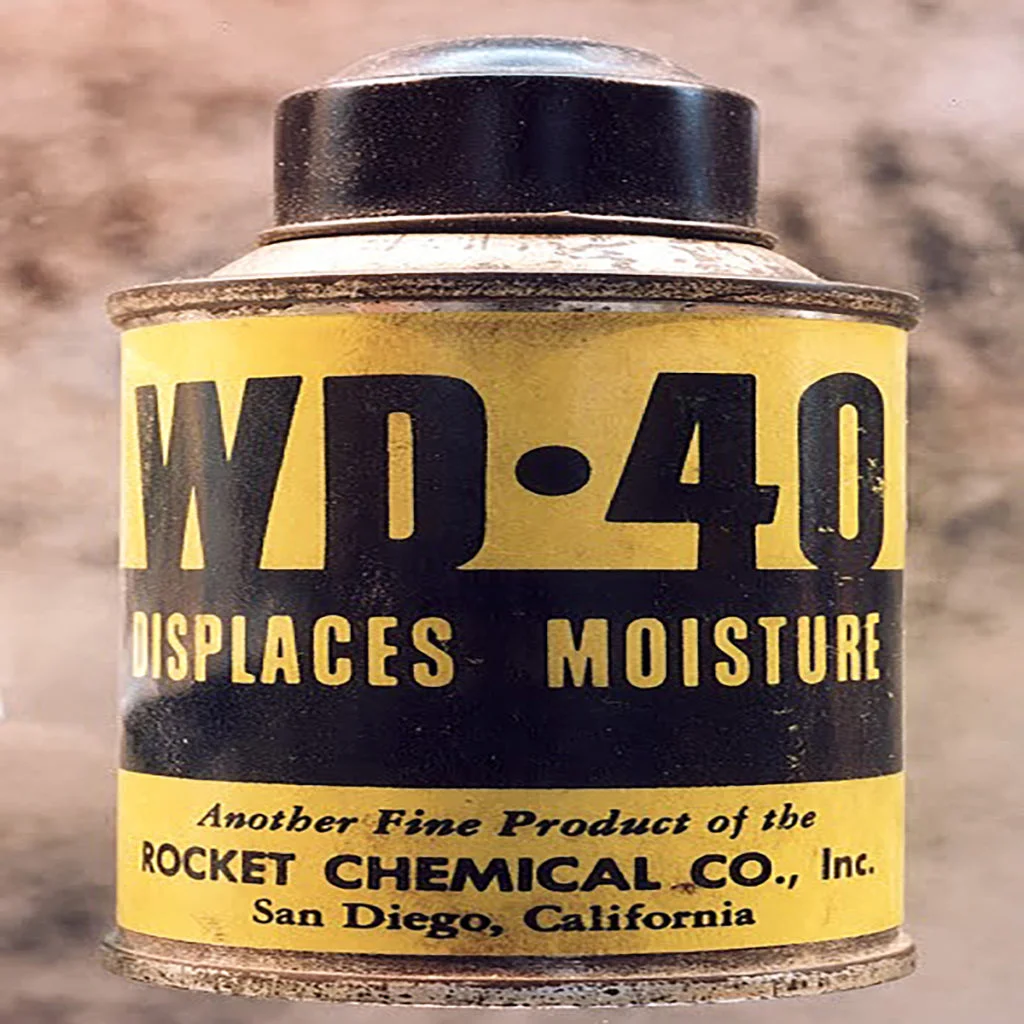 WD•40
DISPLACES MOISTURE
Another Fine Product of the
ROCKET CHEMICAL CO., Inc.
San Diego, California